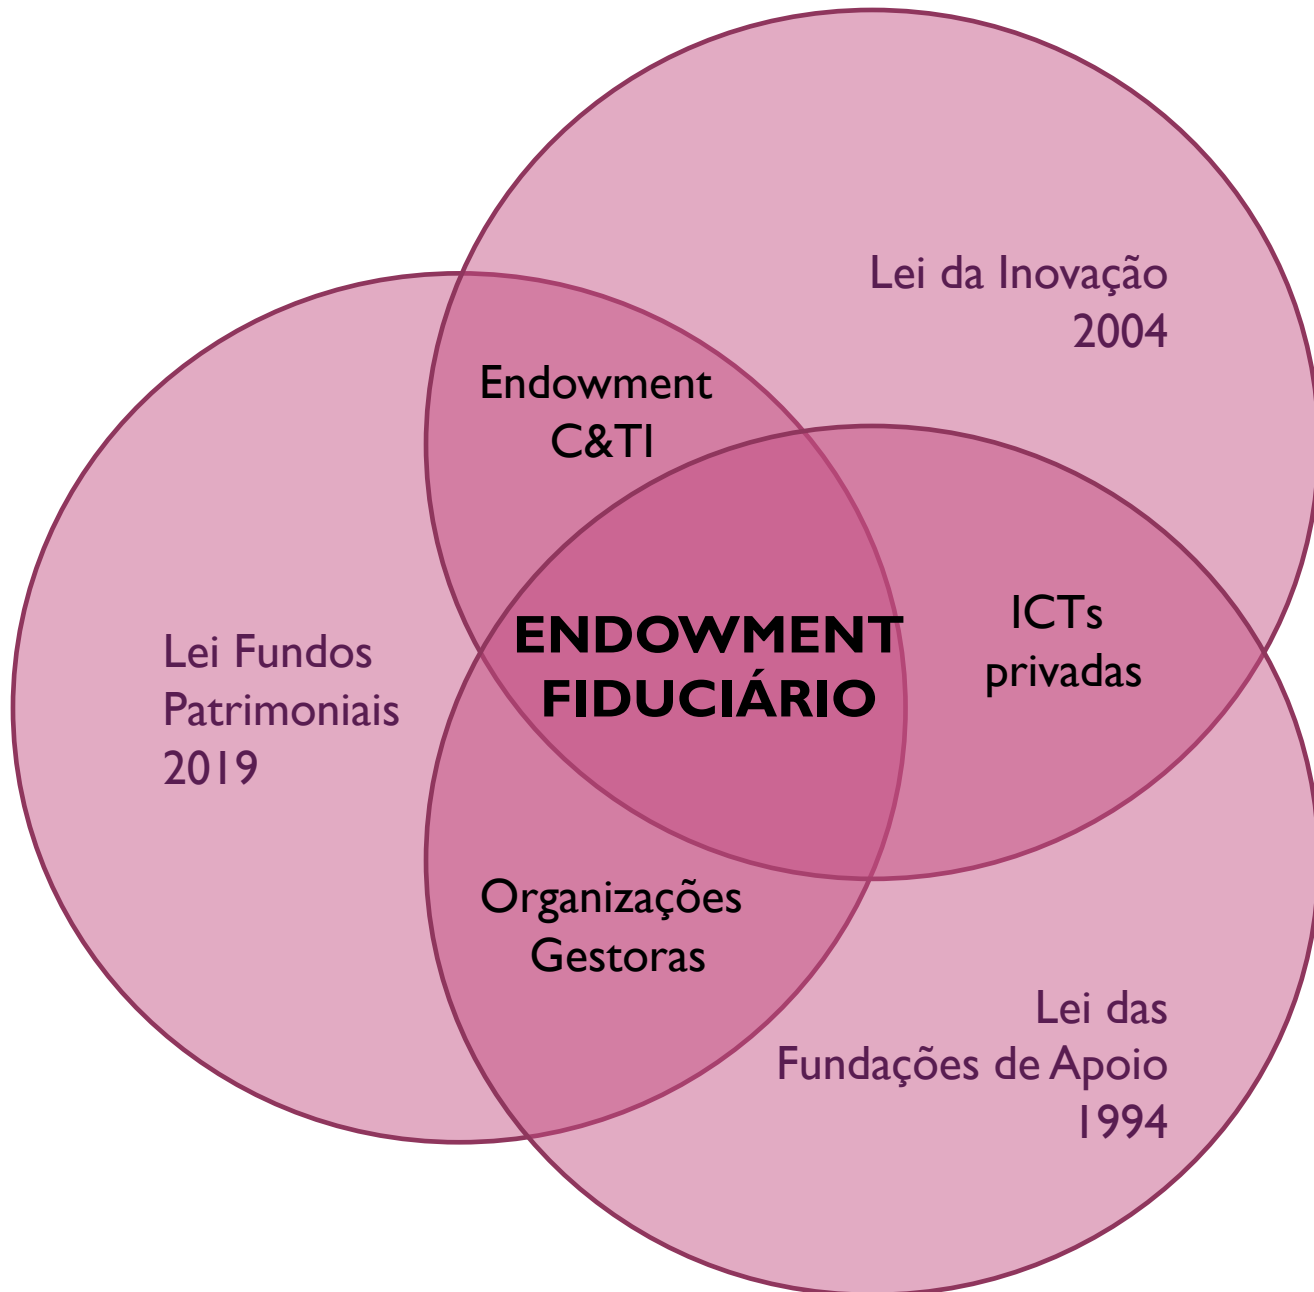 Lei da Inovação
2004
Endowment
C&TI
ICTs
privadas
ENDOWMENT
FIDUCIÁRIO
Lei Fundos
Patrimoniais
2019
Organizações
Gestoras
Lei das
Fundações de Apoio
1994